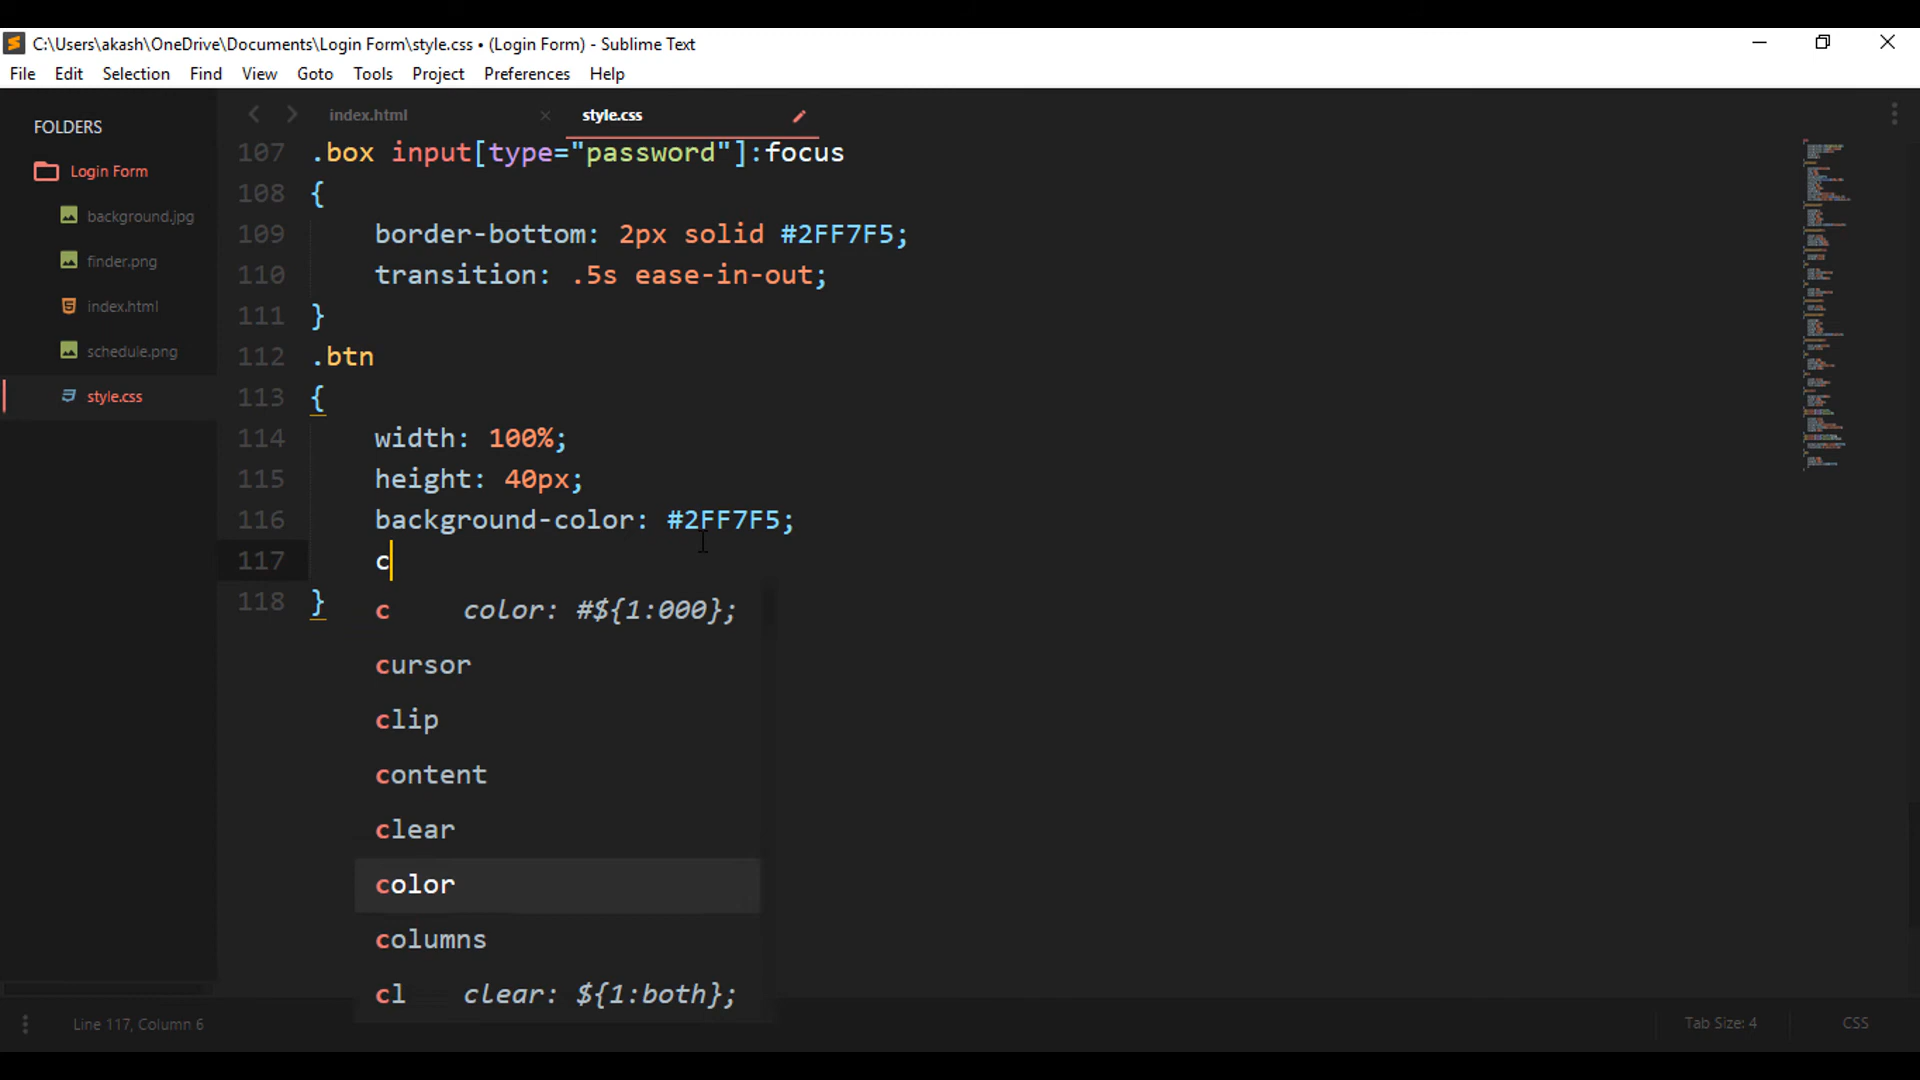 C:\Users\akash\OneDrive\Documents\Login Form\style.css • (Login Form) - Sublime Text
File Edit Selection Find View Goto Tools Project Preferences Help
FOLDERS
Login Form
background.jpg
finder.png
index.html
schedule.png
style.css
index.html
style.css
107 .box input[type="password"]:focus
108 {
109     border-bottom: 2px solid #2FF7F5;
110     transition: .5s ease-in-out;
111 }
112 .btn
113 {
114     width: 100%;
115     height: 40px;
116     background-color: #2FF7F5;
117     c
118 }
c color: #${1:000};
cursor
clip
content
clear
color
columns
cl clear: ${1:both};
Line 117, Column 6
Tab Size: 4
CSS